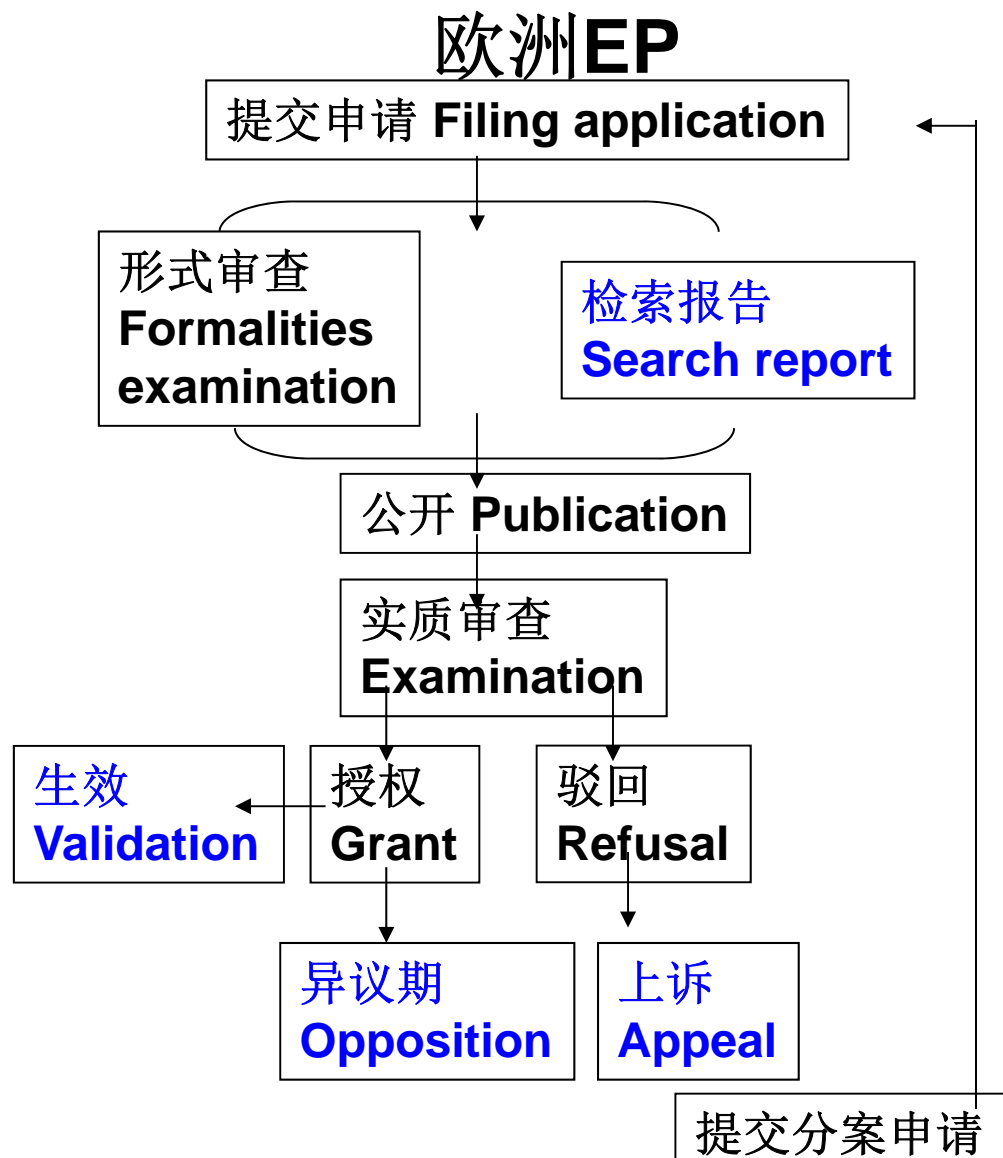 欧洲EP
提交申请 Filing application
形式审查
Formalities
examination
检索报告
Search report
公开 Publication
实质审查
Examination
生效
Validation
授权
Grant
驳回
Refusal
异议期
Opposition
上诉
Appeal
提交分案申请